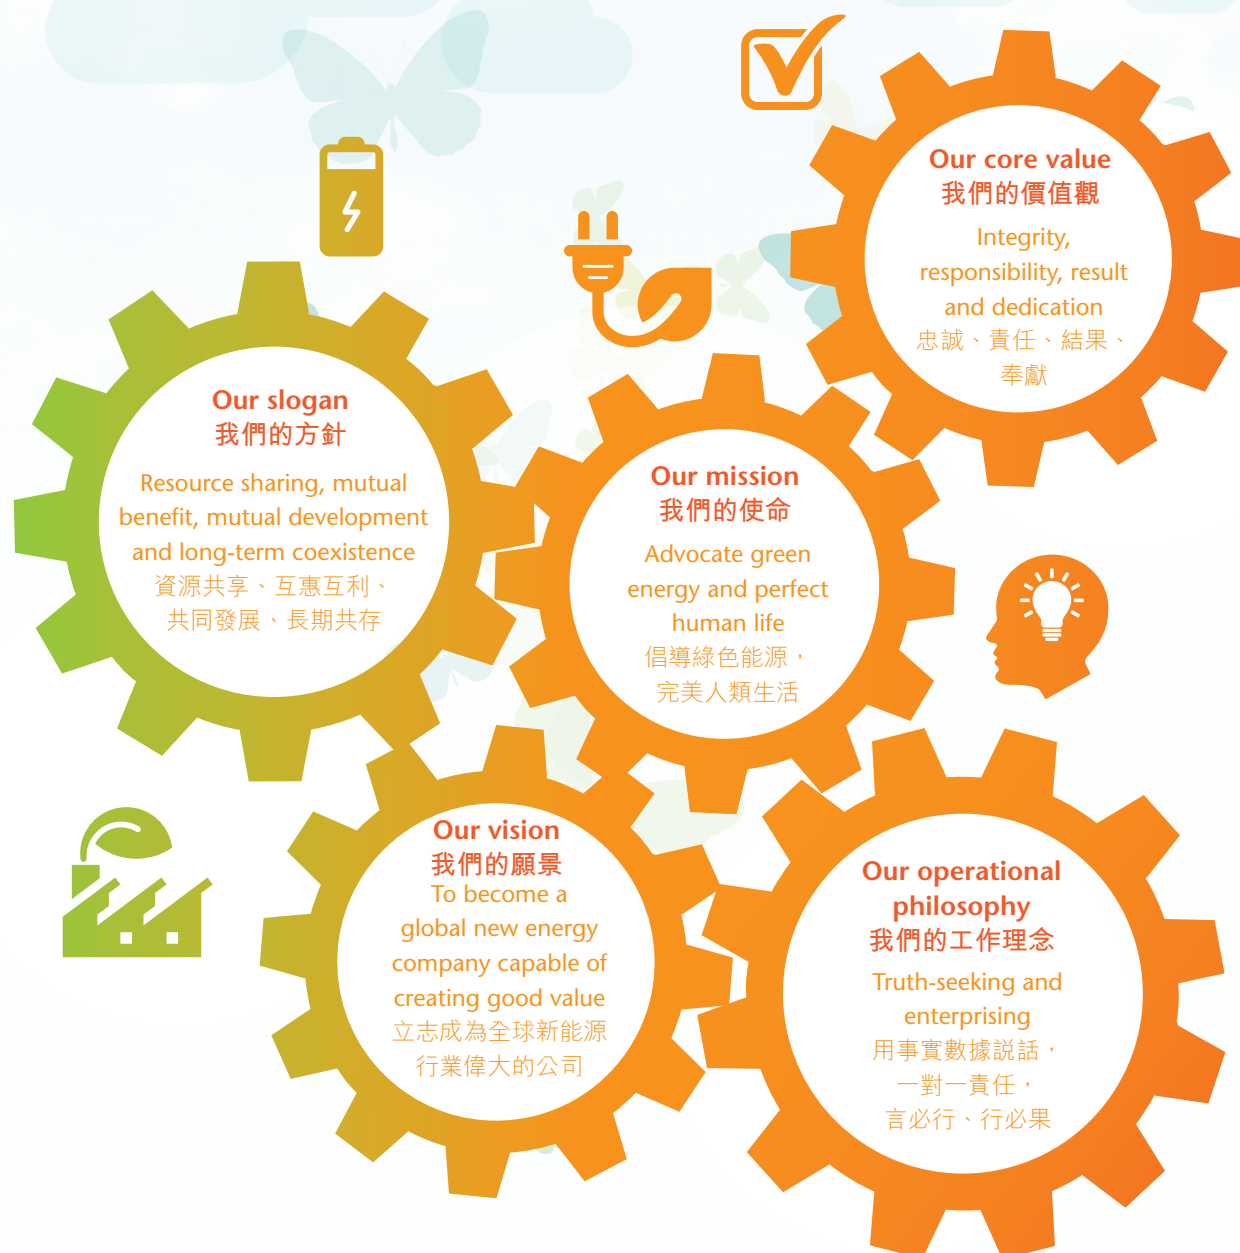 Our core value
我們的價值觀
Integrity,
responsibility, result
and dedication
忠誠、責任、結果、
奉獻
Our slogan
我們的方針
Resource sharing, mutual
benefit, mutual development
and long-term coexistence
資源共享、互惠互利、
共同發展、長期共存
Our mission
我們的使命
Advocate green
energy and perfect
human life
倡導綠色能源，
完美人類生活
Our vision
我們的願景
To become a
global new energy
company capable of
creating good value
立志成為全球新能源
行業偉大的公司
Our operational
philosophy
我們的工作理念
Truth-seeking and
enterprising
用事實數據説話，
一對一責任，
言必行、行必果